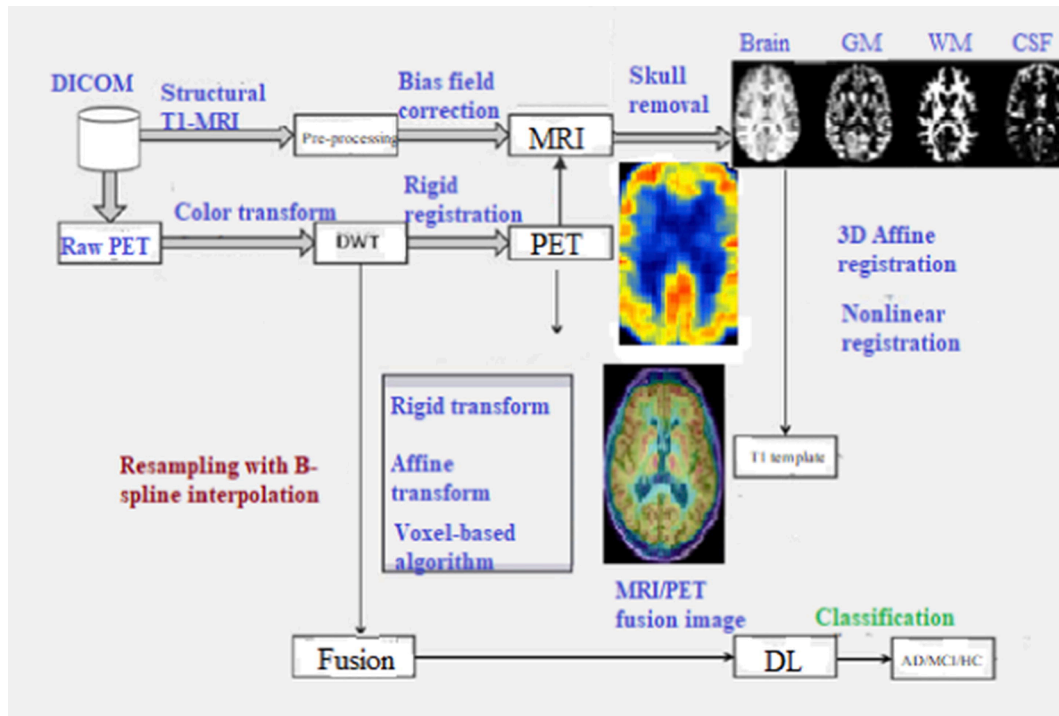 Brain GM WM CSF
DICOM
Structural
T1-MRI
Bias field
correction
Skull
removal
Pre-processing
MRI
Color transform
Rigid
registration
Raw PET
DWT
PET
3D Affine
registration
Nonlinear
registration
Rigid transform
Affine
transform
Voxel-based
algorithm
Resampling with B-
spline interpolation
T1 template
MRI/PET
fusion image
Classification
Fusion
DL
AD/MCI/HC